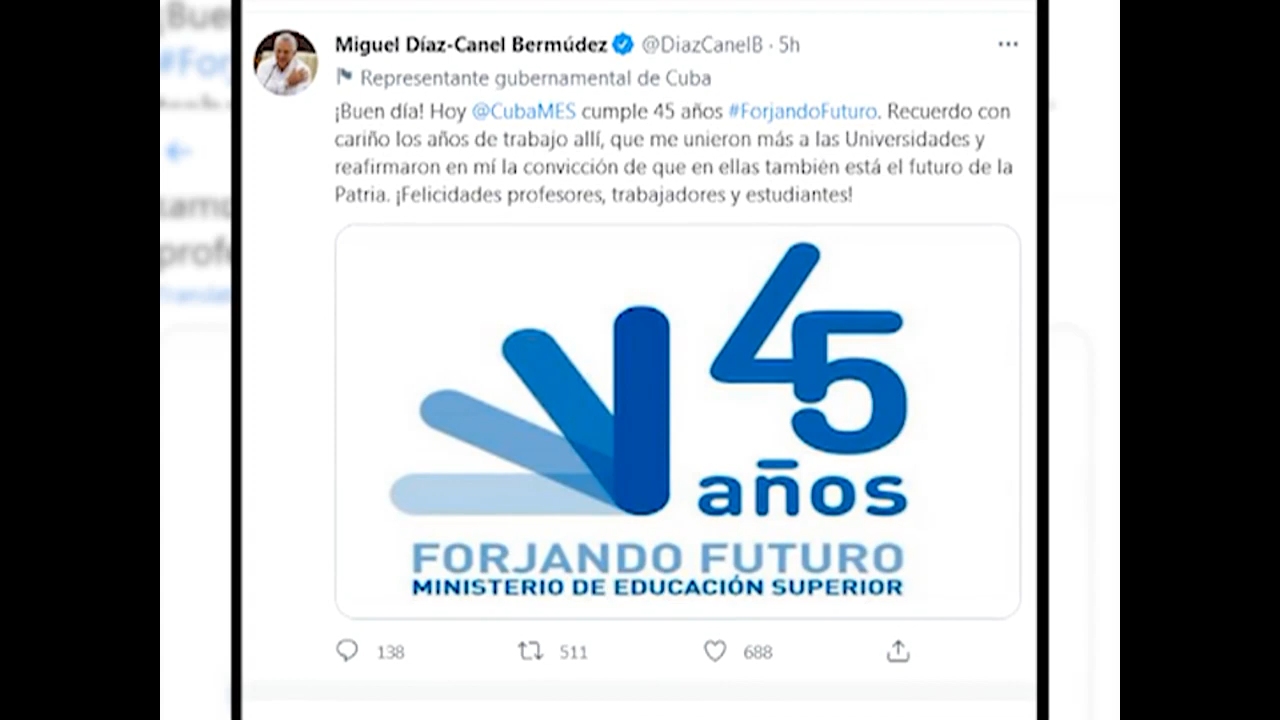 Miguel Díaz-Canel Bermúdez @DiazCanelB · 5h
Representante gubernamental de Cuba
¡Buen día! Hoy @CubaMES cumple 45 años #ForjandoFuturo. Recuerdo con
cariño los años de trabajo allí, que me unieron más a las Universidades y
reafirmaron en mí la convicción de que en ellas también está el futuro de la
Patria. ¡Felicidades profesores, trabajadores y estudiantes!
45
años
FORJANDO FUTURO
MINISTERIO DE EDUCACIÓN SUPERIOR
138 511 688